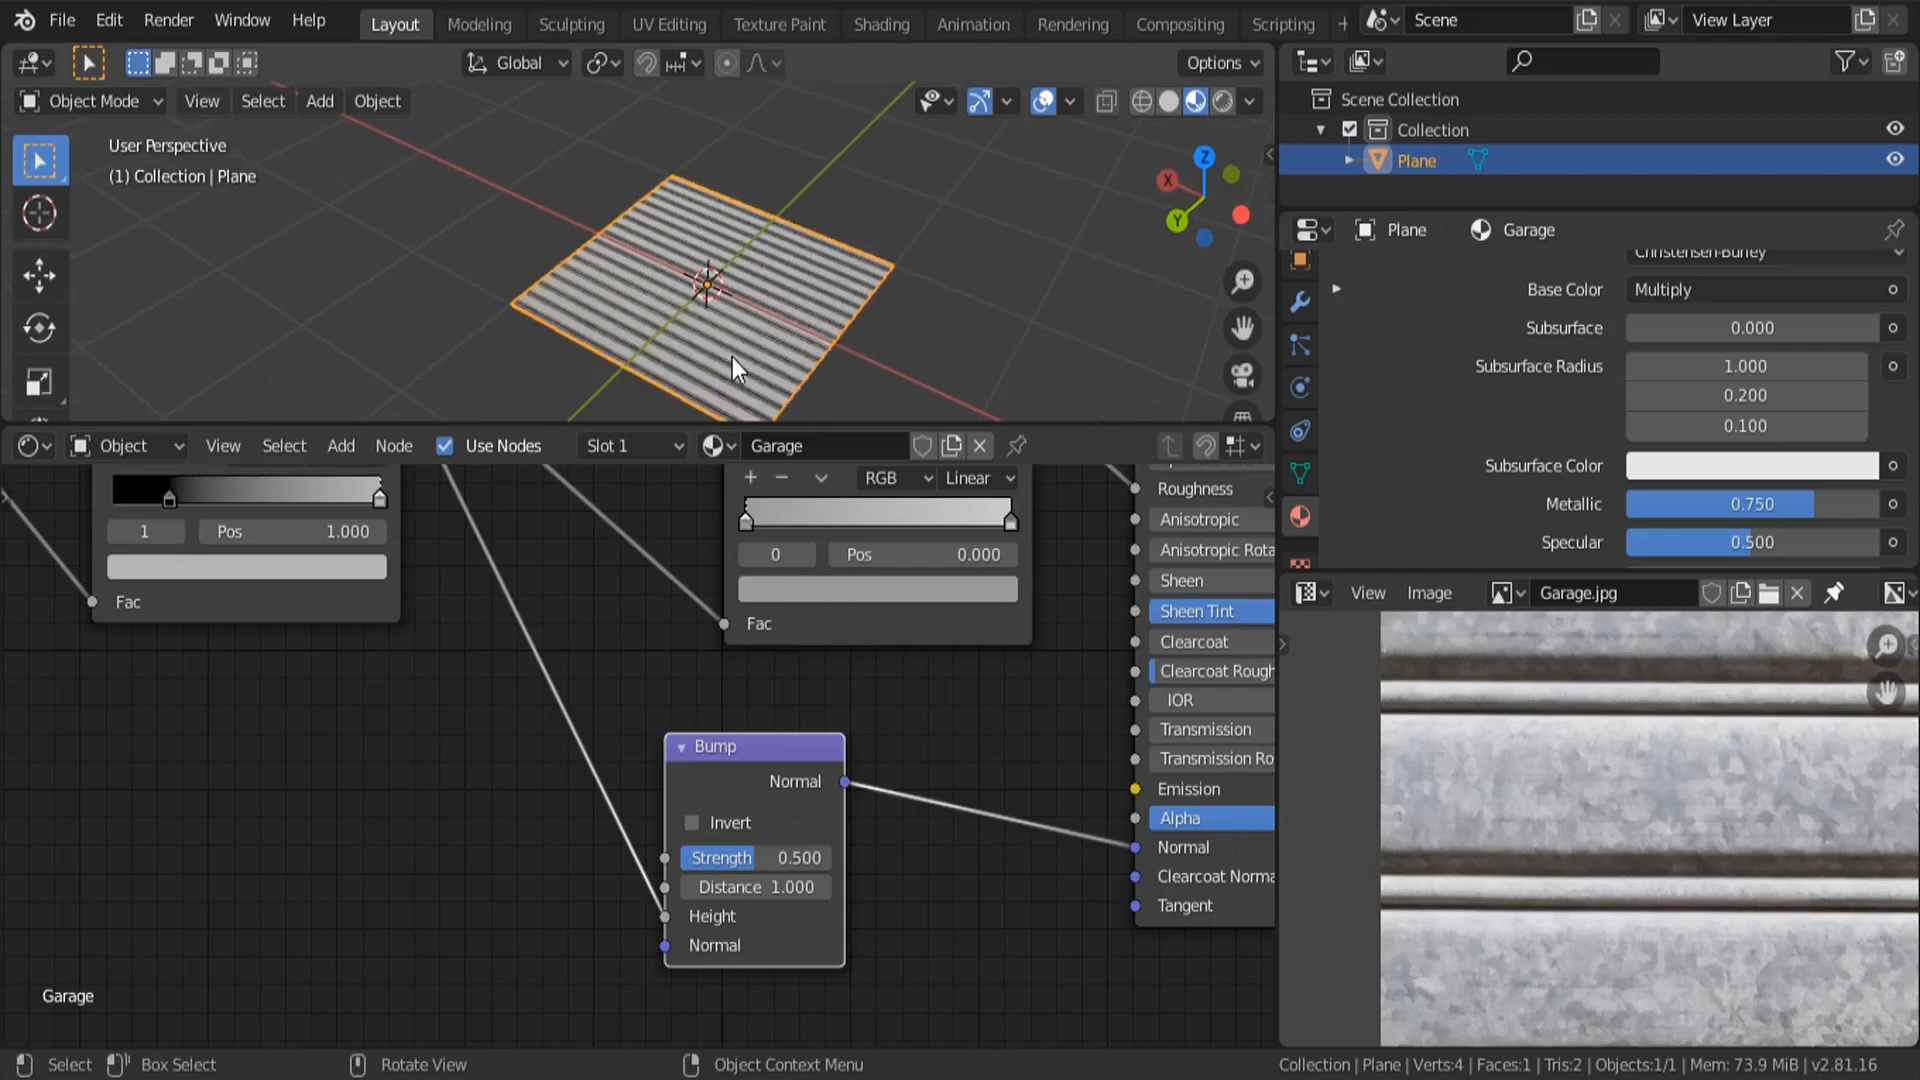 File Edit Render Window Help Layout Modeling Sculpting UV Editing Texture Paint Shading Animation Rendering Compositing Scripting + Scene View Layer
Global Options
Object Mode View Select Add Object
User Perspective
(1) Collection | Plane
Z
X
Y
Scene Collection
Collection
Plane
Plane Garage
Christensen-Burley
Base Color Multiply
Subsurface 0.000
Subsurface Radius 1.000
0.200
0.100
Subsurface Color
Metallic 0.750
Specular 0.500
Object View Select Add Node Use Nodes Slot 1 Garage
1 Pos 1.000
Fac
RGB Linear
0 Pos 0.000
Fac
Roughness
Anisotropic
Anisotropic Rota
Sheen
Sheen Tint
Clearcoat
Clearcoat Rough
IOR
Transmission
Transmission Ro
Emission
Alpha
Normal
Clearcoat Norma
Tangent
Bump
Normal
Invert
Strength 0.500
Distance 1.000
Height
Normal
Garage
View Image Garage.jpg
Select Box Select Rotate View Object Context Menu Collection | Plane | Verts:4 | Faces:1 | Tris:2 | Objects:1/1 | Mem: 73.9 MiB | v2.81.16